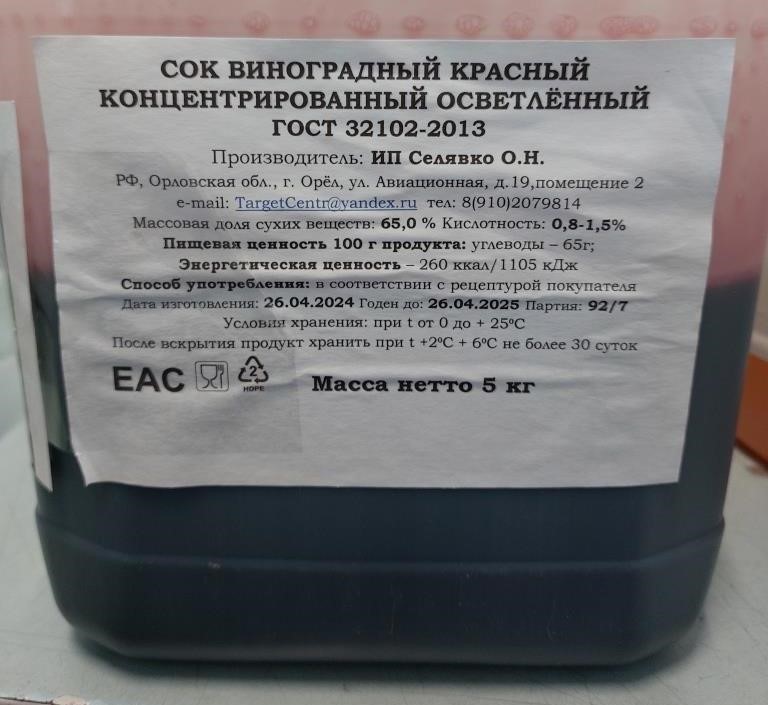 СОК ВИНОГРАДНЫЙ КРАСНЫЙ
КОНЦЕНТРИРОВАННЫЙ ОСВЕТЛЁННЫЙ
ГОСТ 32102-2013
Производитель: ИП Селявко О.Н.
РФ, Орловская обл., г. Орёл, ул. Авиационная, д.19,помещение 2
e-mail: TargetCentr@yandex.ru тел: 8(910)2079814
Массовая доля сухих веществ: 65,0 % Кислотность: 0,8-1,5%
Пищевая ценность 100 г продукта: углеводы – 65г;
Энергетическая ценность – 260 ккал/1105 кДж
Способ употребления: в соответствии с рецептурой покупателя
Дата изготовления: 26.04.2024 Годен до: 26.04.2025 Партия: 92/7
Условия хранения: при t от 0 до + 25ºС
После вскрытия продукт хранить при t +2ºС + 6ºС не более 30 суток
ЕАС 2 HDPE Масса нетто 5 кг